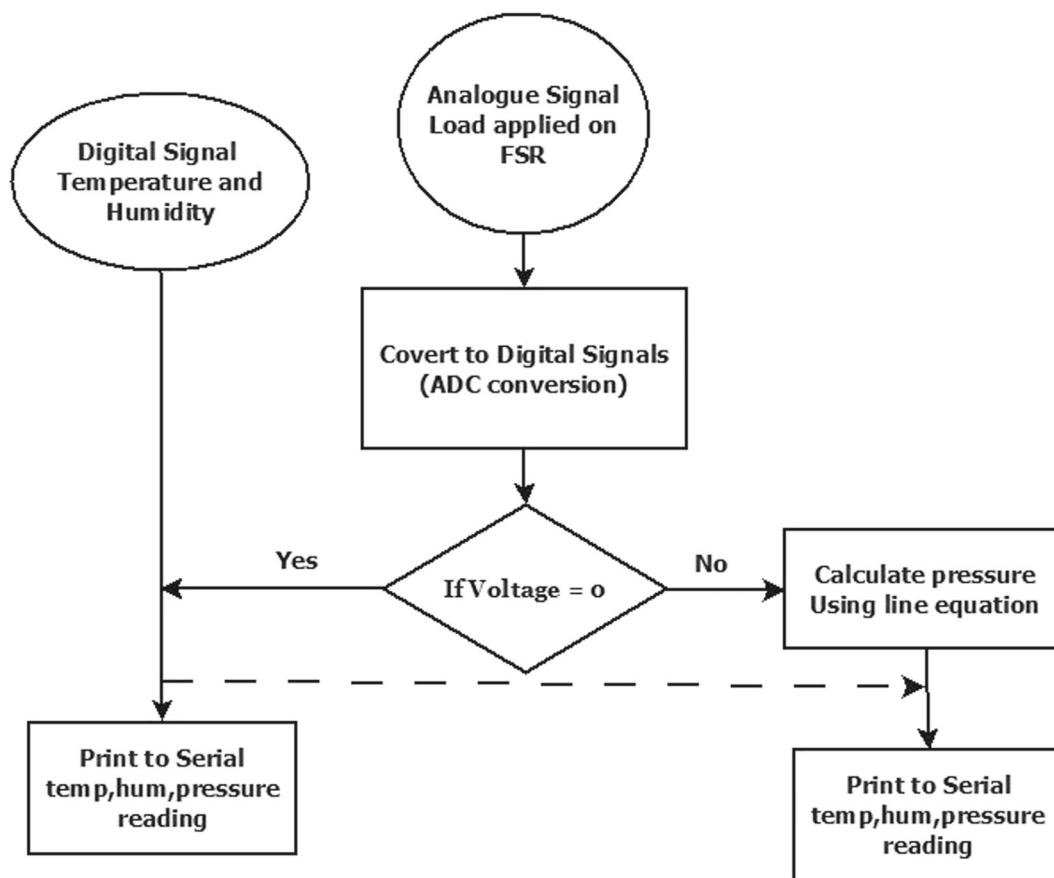 Analogue Signal
Load applied on
FSR
Digital Signal
Temperature and
Humidity
Covert to Digital Signals
(ADC conversion)
Yes
If Voltage = 0
No
Calculate pressure
Using line equation
Print to Serial
temp,hum,pressure
reading
Print to Serial
temp,hum,pressure
reading